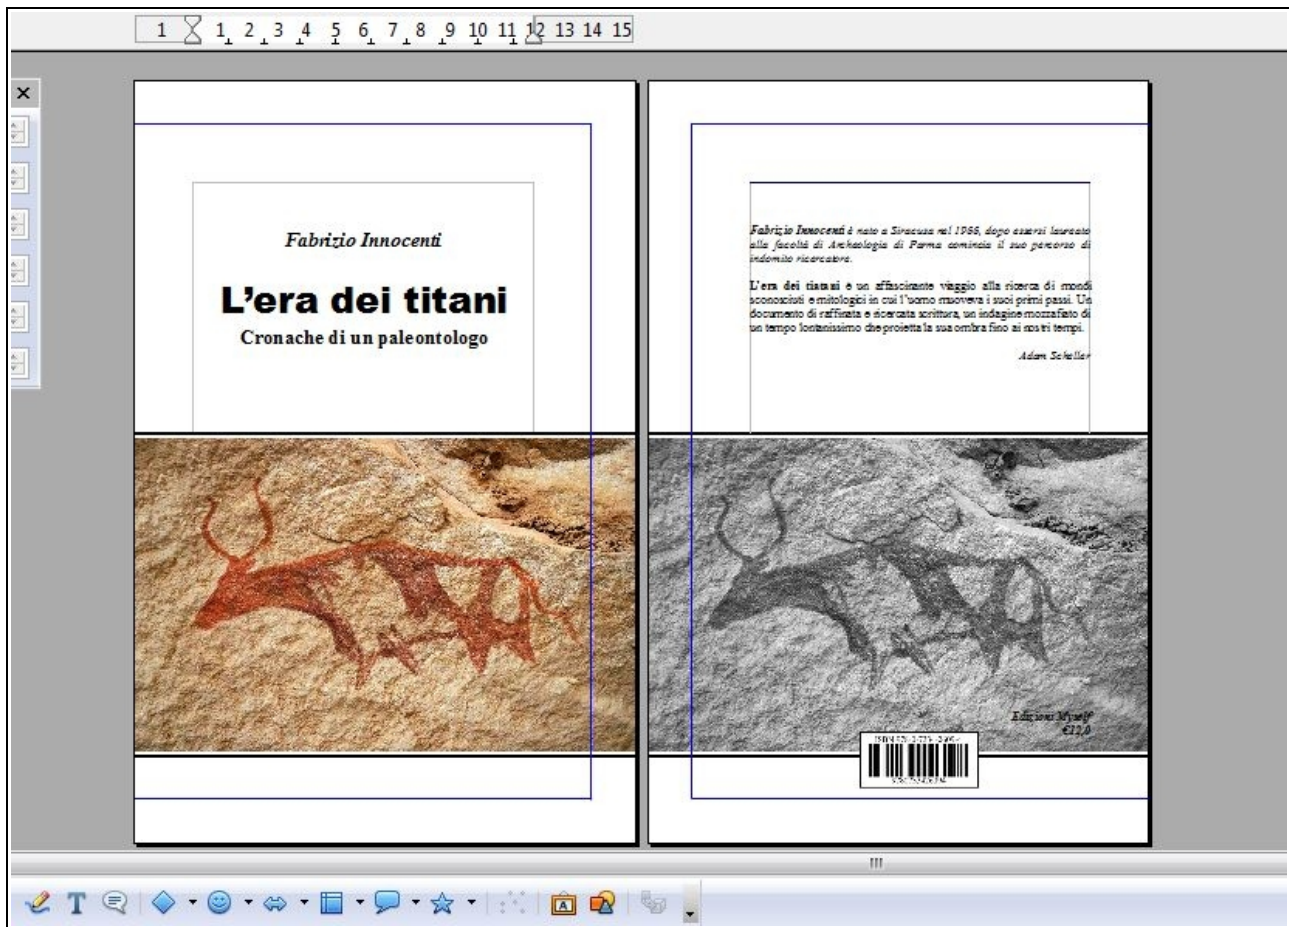 1 1 2 3 4 5 6 7 8 9 10 11 12 13 14 15
Fabrizio Innocenti
L'era dei titani
Cronache di un paleontologo
Fabrizio Innocenti è nato a Siracusa nel 1966, dopo essersi laureato
alla facoltà di Archeologia di Parma comincia il suo percorso di
indomito ricercatore.
L'era dei tiatani è un affascinante viaggio alla ricerca di mondi
sconosciuti e mitologici in cui l'uomo muoveva i suoi primi passi. Un
documento di raffinata e ricercata scrittura, un indagine mozzafiato di
un tempo lontanissimo che proietta la sua ombra fino ai nostri tempi.
Adam Scheller
Edizioni Myself
€12,0
ISBN
T
A